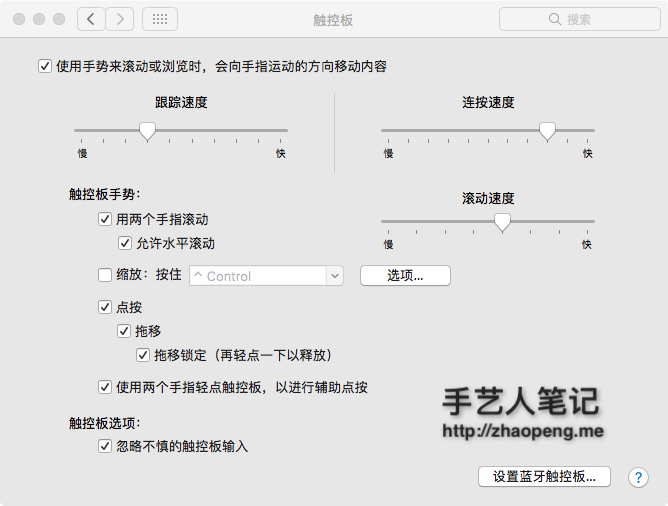 触控板
搜索
使用手势来滚动或浏览时，会向手指运动的方向移动内容
跟踪速度
连按速度
慢
快
慢
快
触控板手势：
滚动速度
用两个手指滚动
慢
快
允许水平滚动
缩放：按住
^ Control
选项...
点按
拖移
拖移锁定（再轻点一下以释放）
使用两个手指轻点触控板，以进行辅助点按
手艺人笔记
http://zhaopeng.me
触控板选项：
忽略不慎的触控板输入
设置蓝牙触控板...
?